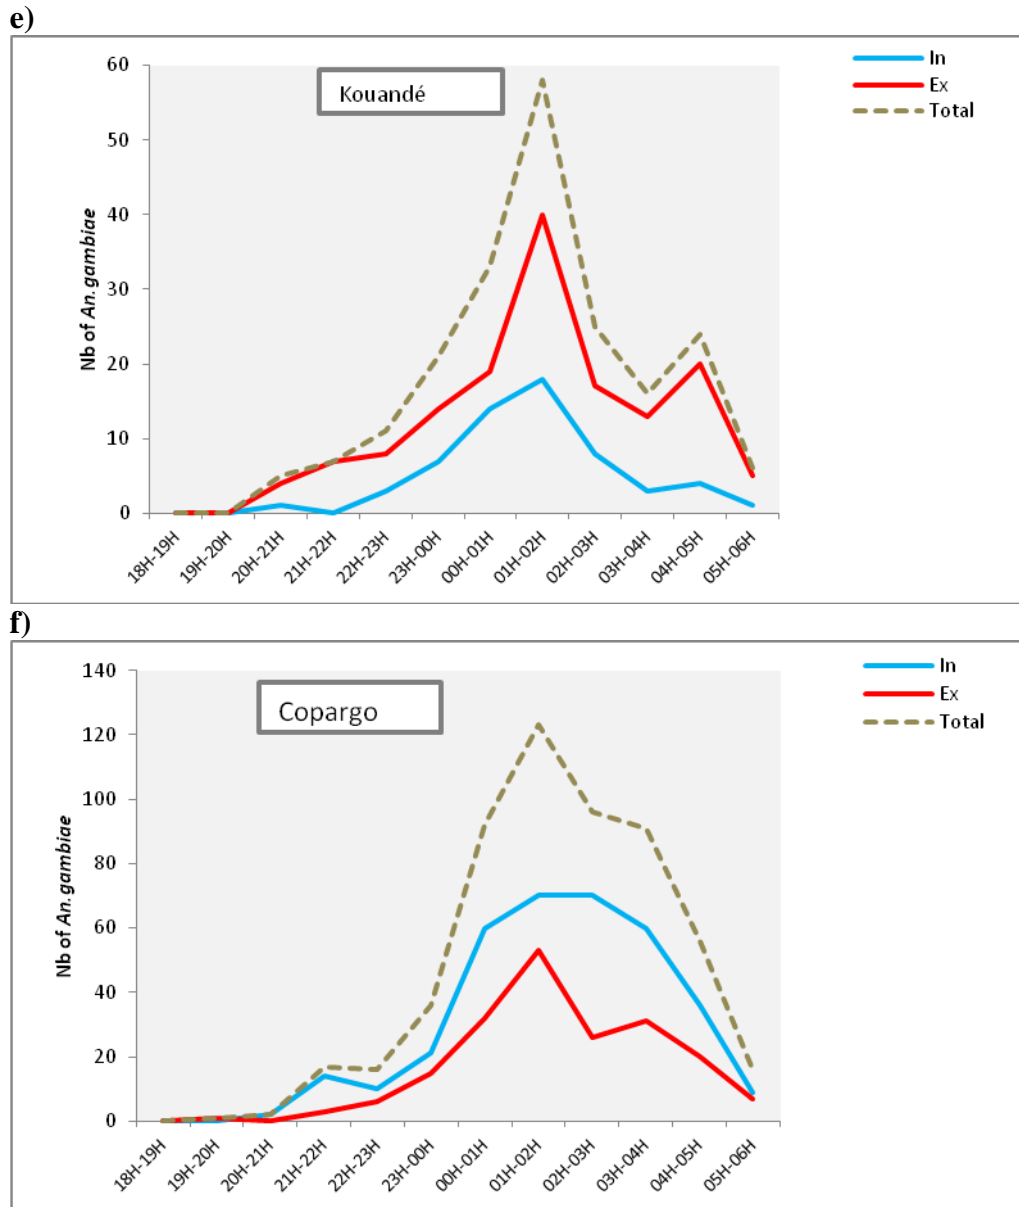 e)
Kouandé
In
Ex
Total
Nb of An. gambiae
60
50
40
30
20
10
0
18H-19H
19H-20H
20H-21H
21H-22H
22H-23H
23H-00H
00H-01H
01H-02H
02H-03H
03H-04H
04H-05H
05H-06H
f)
Copargo
In
Ex
Total
Nb of An. gambiae
140
120
100
80
60
40
20
0
18H-19H
19H-20H
20H-21H
21H-22H
22H-23H
23H-00H
00H-01H
01H-02H
02H-03H
03H-04H
04H-05H
05H-06H